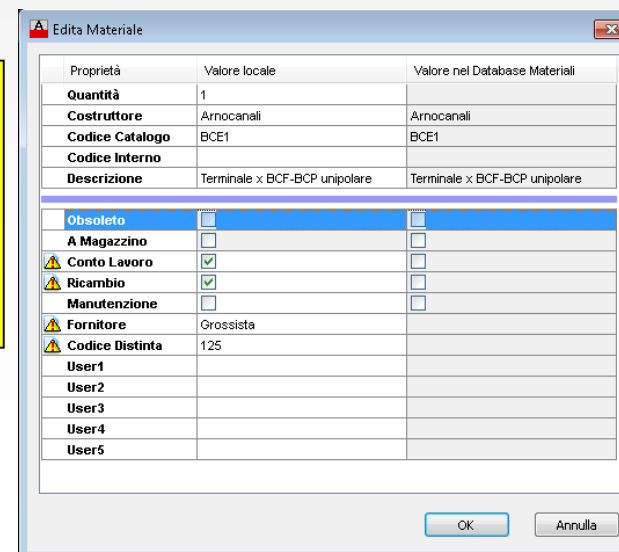 Edita Materiale
Proprietà Valore locale Valore nel Database Materiali
Quantità 1
Costruttore Arnocanali Arnocanali
Codice Catalogo BCE1 BCE1
Codice Interno
Descrizione Terminale x BCF-BCP unipolare Terminale x BCF-BCP unipolare
Obsoleto
A Magazzino
Conto Lavoro
Ricambio
Manutenzione
Fornitore Grossista
Codice Distinta 125
User1
User2
User3
User4
User5
OK Annulla